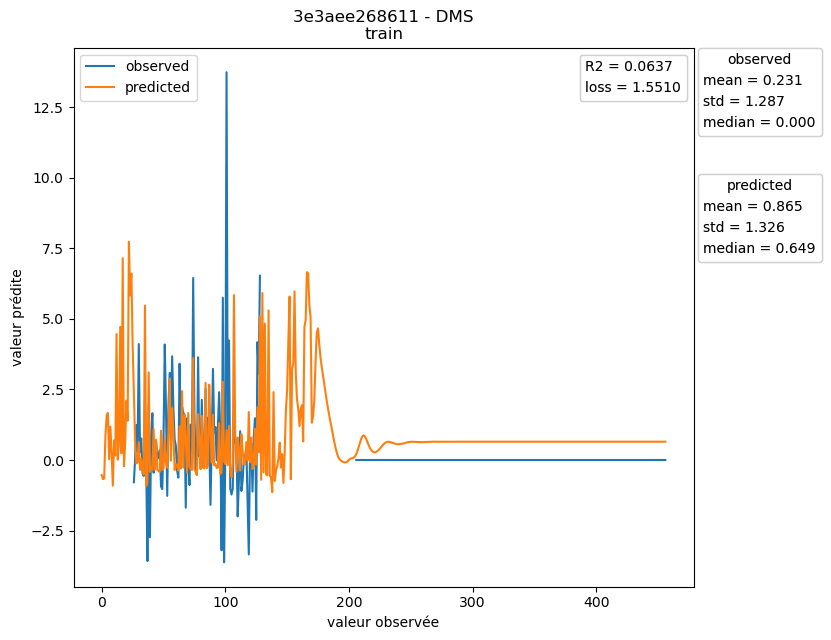 3e3aee268611 - DMS
train
observed
predicted
R2 = 0.0637
loss = 1.5510
observed
mean = 0.231
std = 1.287
median = 0.000
predicted
mean = 0.865
std = 1.326
median = 0.649
valeur prédite
12.5
10.0
7.5
5.0
2.5
0.0
−2.5
0
100
200
300
400
valeur observée